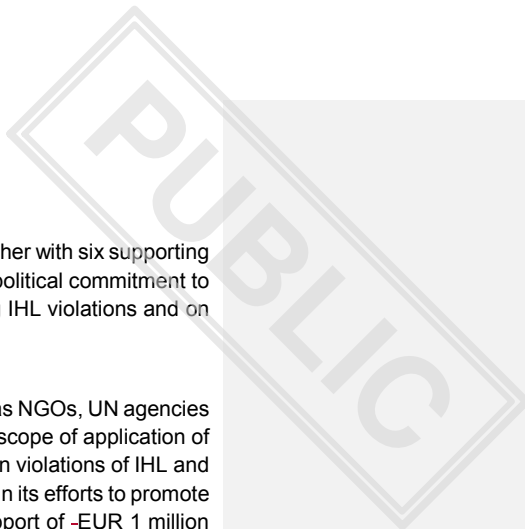 her with six supporting
political commitment to
IHL violations and on
as NGOs, UN agencies
scope of application of
n violations of IHL and
n its efforts to promote
port of -EUR 1 million
PUBLIC